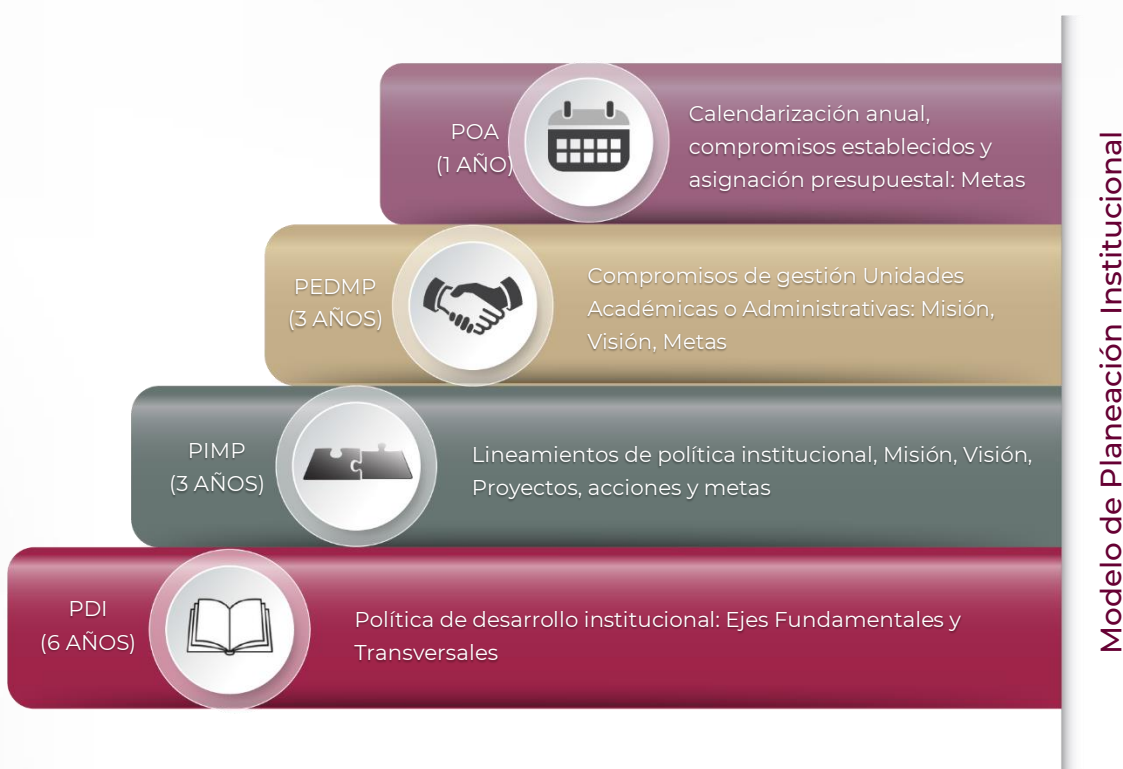 POA
(1 AÑO)
Calendarización anual,
compromisos establecidos y
asignación presupuestal: Metas
PEDMP
(3 AÑOS)
Compromisos de gestión Unidades
Académicas o Administrativas: Misión,
Visión, Metas
PIMP
(3 AÑOS)
Lineamientos de política institucional, Misión, Visión,
Proyectos, acciones y metas
PDI
(6 AÑOS)
Política de desarrollo institucional: Ejes Fundamentales y
Transversales
Modelo de Planeación Institucional